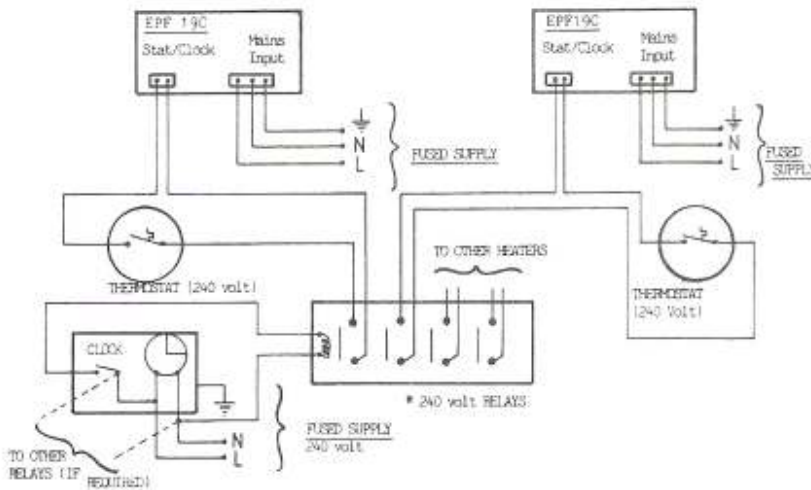 EPF 19C
Stat/Clock
Mains
Input
N
L
FUSED SUPPLY
EPF19C
Stat/Clock
Mains
Input
N
L
FUSED
SUPPLY
THERMOSTAT (240 volt)
TO OTHER HEATERS
THERMOSTAT
(240 Volt)
CLOCK
* 240 volt RELAYS
N
L
FUSED SUPPLY
240 volt
TO OTHER
RELAYS (IF
REQUIRED)